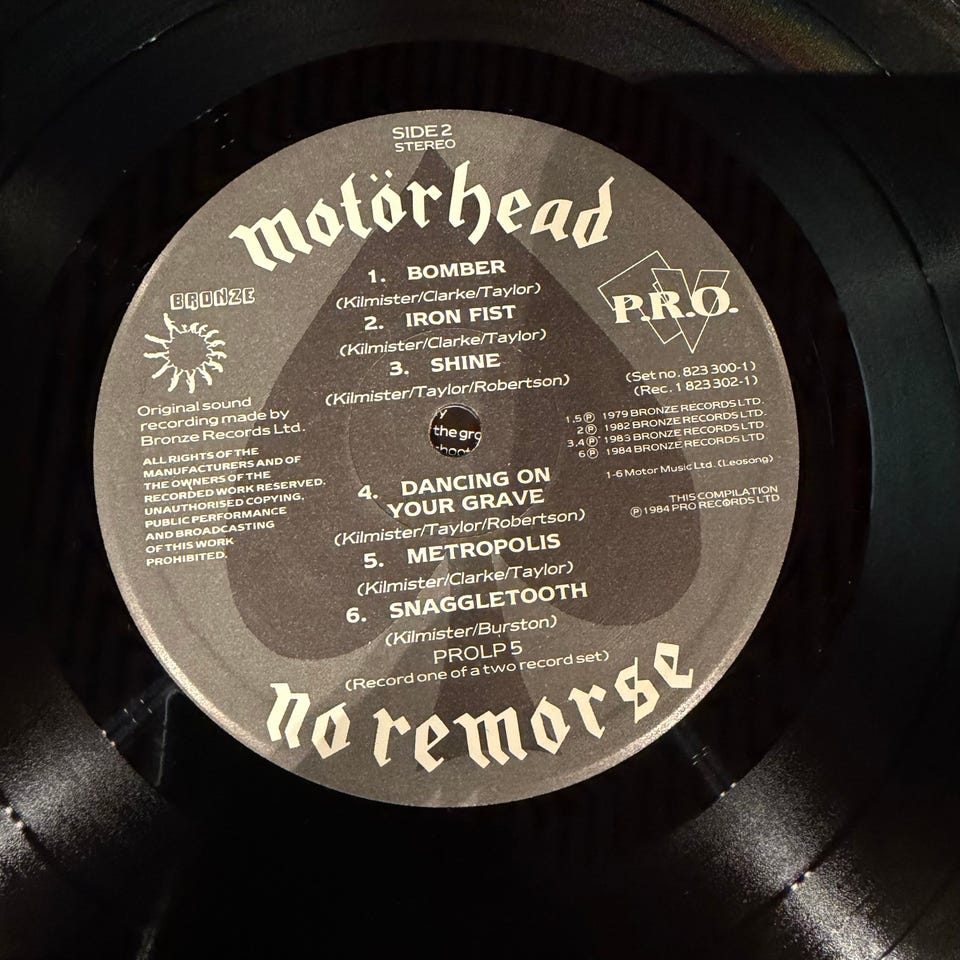 SIDE 2
STEREO
motörhead
1. BOMBER
(Kilmister/Clarke/Taylor)
2. IRON FIST
(Kilmister/Clarke/Taylor)
3. SHINE
(Kilmister/Taylor/Robertson)
BRONZE
Original sound
recording made by
Bronze Records Ltd.
ALL RIGHTS OF THE
MANUFACTURERS AND OF
THE OWNERS OF THE
RECORDED WORK RESERVED.
UNAUTHORISED COPYING,
PUBLIC PERFORMANCE
AND BROADCASTING
OF THIS WORK
PROHIBITED.
P.R.O.
(Set no. 823 300-1)
(Rec. 1 823 302-1)
1,5 Ⓟ 1979 BRONZE RECORDS LTD.
2 Ⓟ 1982 BRONZE RECORDS LTD.
3,4 Ⓟ 1983 BRONZE RECORDS LTD.
6 Ⓟ 1984 BRONZE RECORDS LTD
1-6 Motor Music Ltd. (Leosong)
THIS COMPILATION
Ⓟ 1984 PRO RECORDS LTD
the gro
shoot
4. DANCING ON
YOUR GRAVE
(Kilmister/Taylor/Robertson)
5. METROPOLIS
(Kilmister/Clarke/Taylor)
6. SNAGGLETOOTH
(Kilmister/Burston)
PROLP 5
(Record one of a two record set)
no remorse